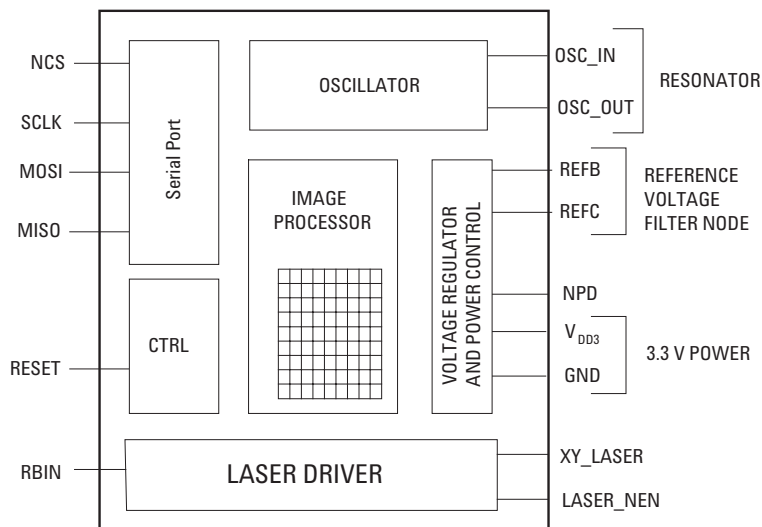 NCS
SCLK
MOSI
MISO
RESET
RBIN
Serial Port
CTRL
OSCILLATOR
IMAGE
PROCESSOR
VOLTAGE REGULATOR
AND POWER CONTROL
LASER DRIVER
OSC_IN
OSC_OUT
RESONATOR
REFB
REFC
REFERENCE
VOLTAGE
FILTER NODE
NPD
VDD3
GND
3.3 V POWER
XY_LASER
LASER_NEN